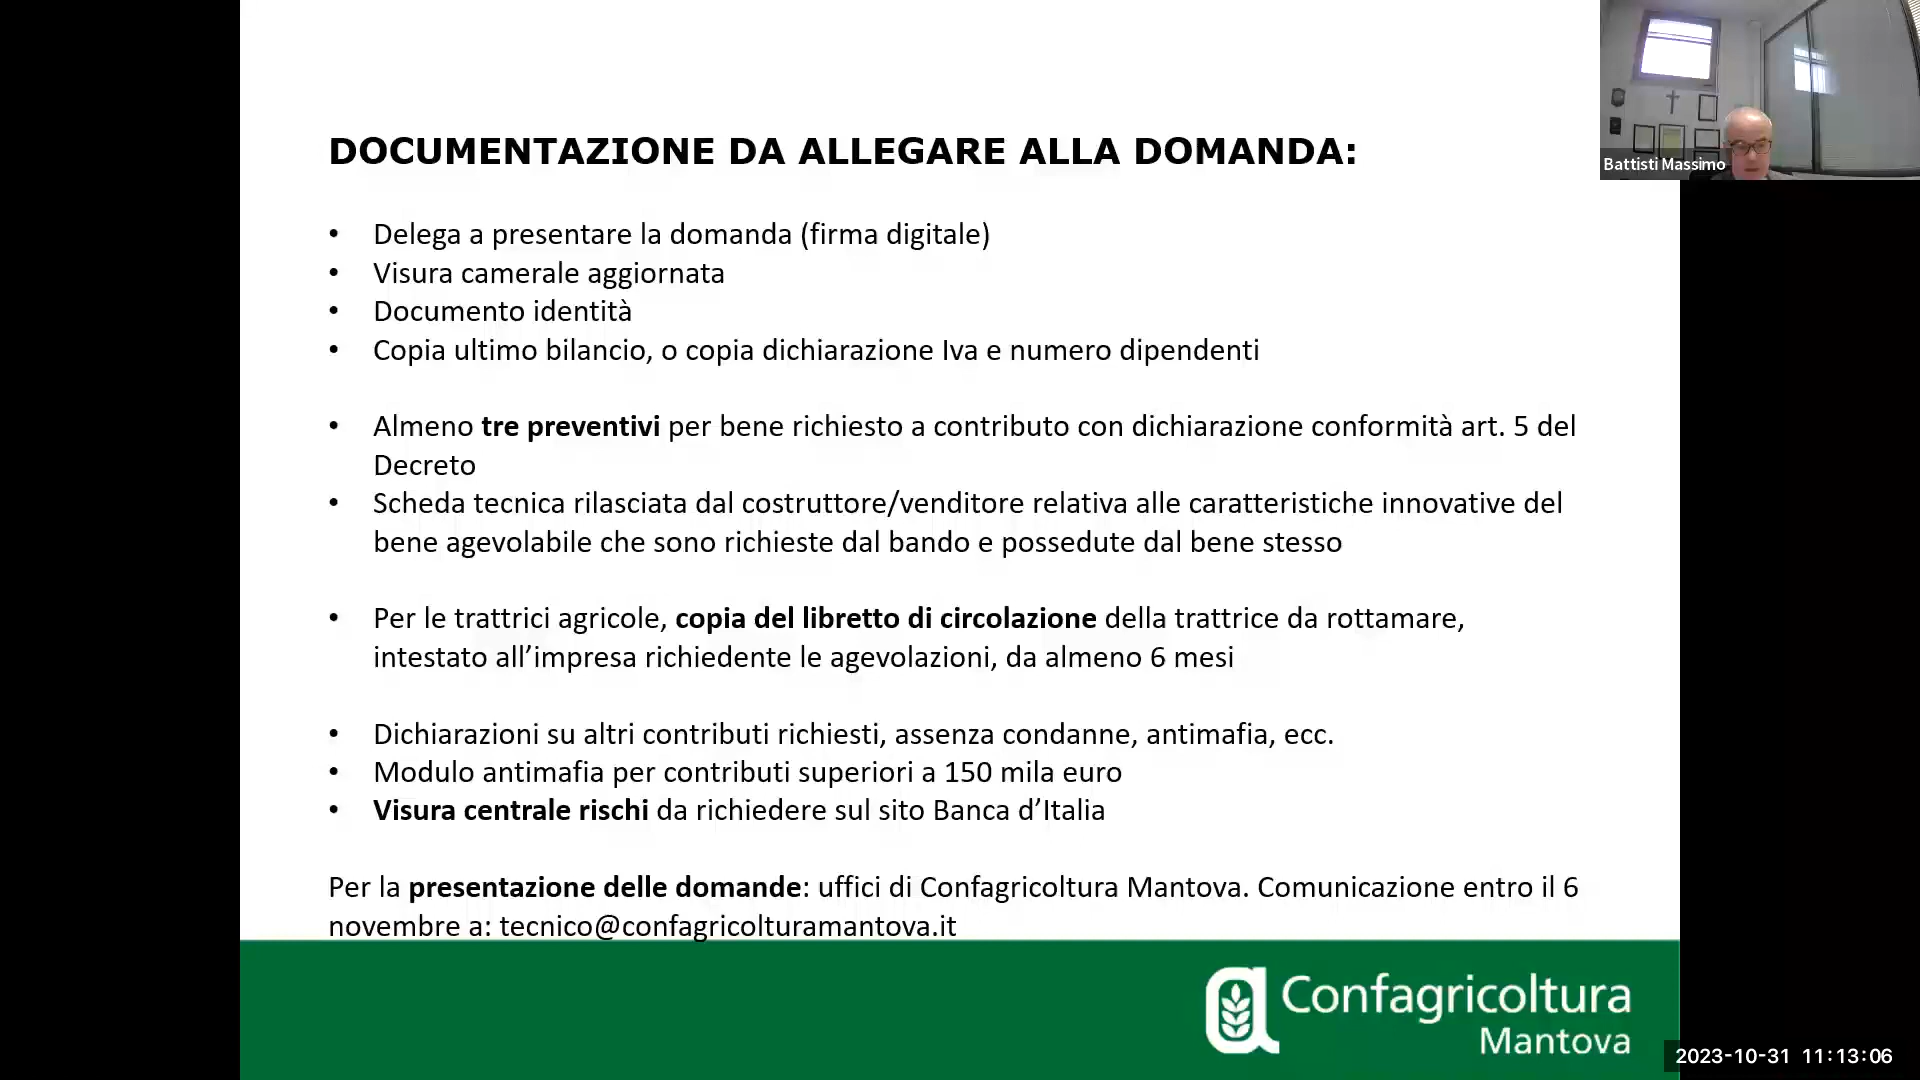 DOCUMENTAZIONE DA ALLEGARE ALLA DOMANDA:
Battisti Massimo
• Delega a presentare la domanda (firma digitale)
• Visura camerale aggiornata
• Documento identità
• Copia ultimo bilancio, o copia dichiarazione Iva e numero dipendenti
• Almeno tre preventivi per bene richiesto a contributo con dichiarazione conformità art. 5 del
Decreto
• Scheda tecnica rilasciata dal costruttore/venditore relativa alle caratteristiche innovative del
bene agevolabile che sono richieste dal bando e possedute dal bene stesso
• Per le trattrici agricole, copia del libretto di circolazione della trattrice da rottamare,
intestato all’impresa richiedente le agevolazioni, da almeno 6 mesi
• Dichiarazioni su altri contributi richiesti, assenza condanne, antimafia, ecc.
• Modulo antimafia per contributi superiori a 150 mila euro
• Visura centrale rischi da richiedere sul sito Banca d’Italia
Per la presentazione delle domande: uffici di Confagricoltura Mantova. Comunicazione entro il 6
novembre a: tecnico@confagricolturamantova.it
Confagricoltura
Mantova
2023-10-31 11:13:06